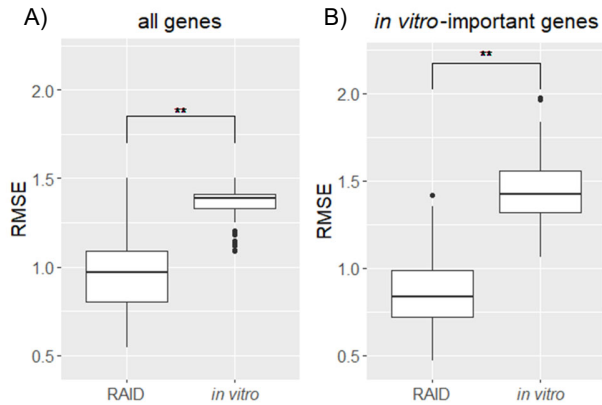 A)
all genes
RMSE
2.0
1.5
1.0
0.5
**
RAID
in vitro
B)
in vitro-important genes
RMSE
2.0
1.5
1.0
0.5
**
RAID
in vitro